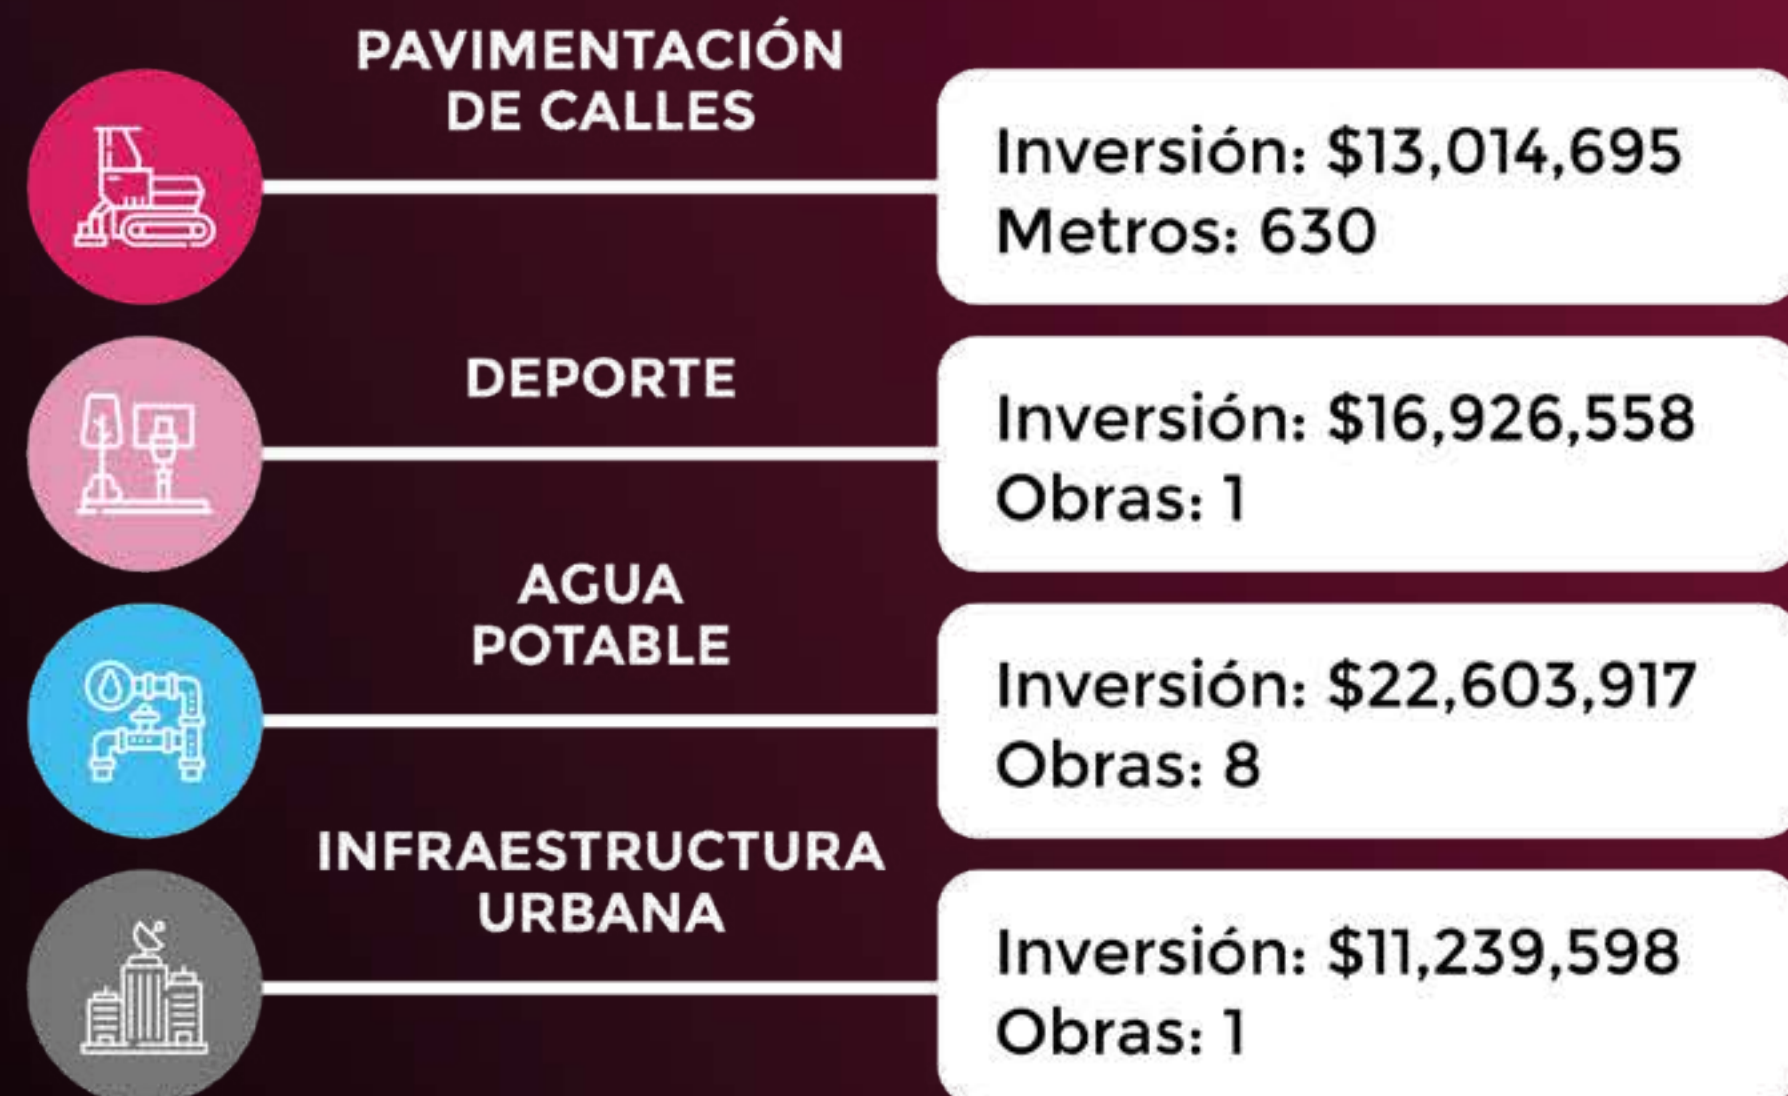 PAVIMENTACIÓN
DE CALLES
Inversión: $13,014,695
Metros: 630
DEPORTE
Inversión: $16,926,558
Obras: 1
AGUA
POTABLE
Inversión: $22,603,917
Obras: 8
INFRAESTRUCTURA
URBANA
Inversión: $11,239,598
Obras: 1